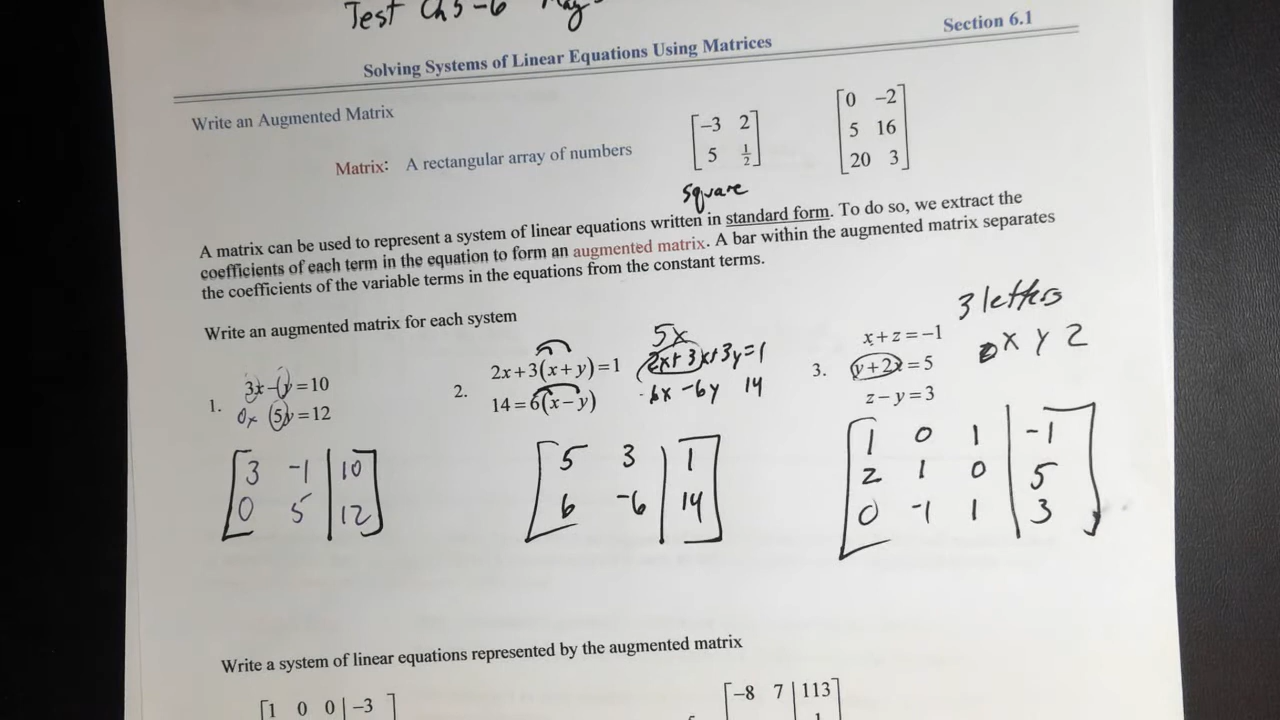 Test Ch 5-6 May
Section 6.1
Solving Systems of Linear Equations Using Matrices
Write an Augmented Matrix
Matrix: A rectangular array of numbers
[-3 2]
[5 1/2]
square
[0 -2]
[5 16]
[20 3]
A matrix can be used to represent a system of linear equations written in standard form. To do so, we extract the
coefficients of each term in the equation to form an augmented matrix. A bar within the augmented matrix separates
the coefficients of the variable terms in the equations from the constant terms.
Write an augmented matrix for each system
1.
3x-y=10
0x 5y=12
[3 -1 | 10]
[0 5 | 12]
2.
2x+3(x+y)=1
14=6(x-y)
5x
2x+3x+3y=1
6x -6y 14
[5 3 | 1]
[6 -6 | 14]
3.
x+z=-1
y+2x=5
z-y=3
3 letters
x y z
[1 0 1 | -1]
[2 1 0 | 5]
[0 -1 1 | 3]
Write a system of linear equations represented by the augmented matrix
[1 0 0 | -3]
[-8 7 | 113]